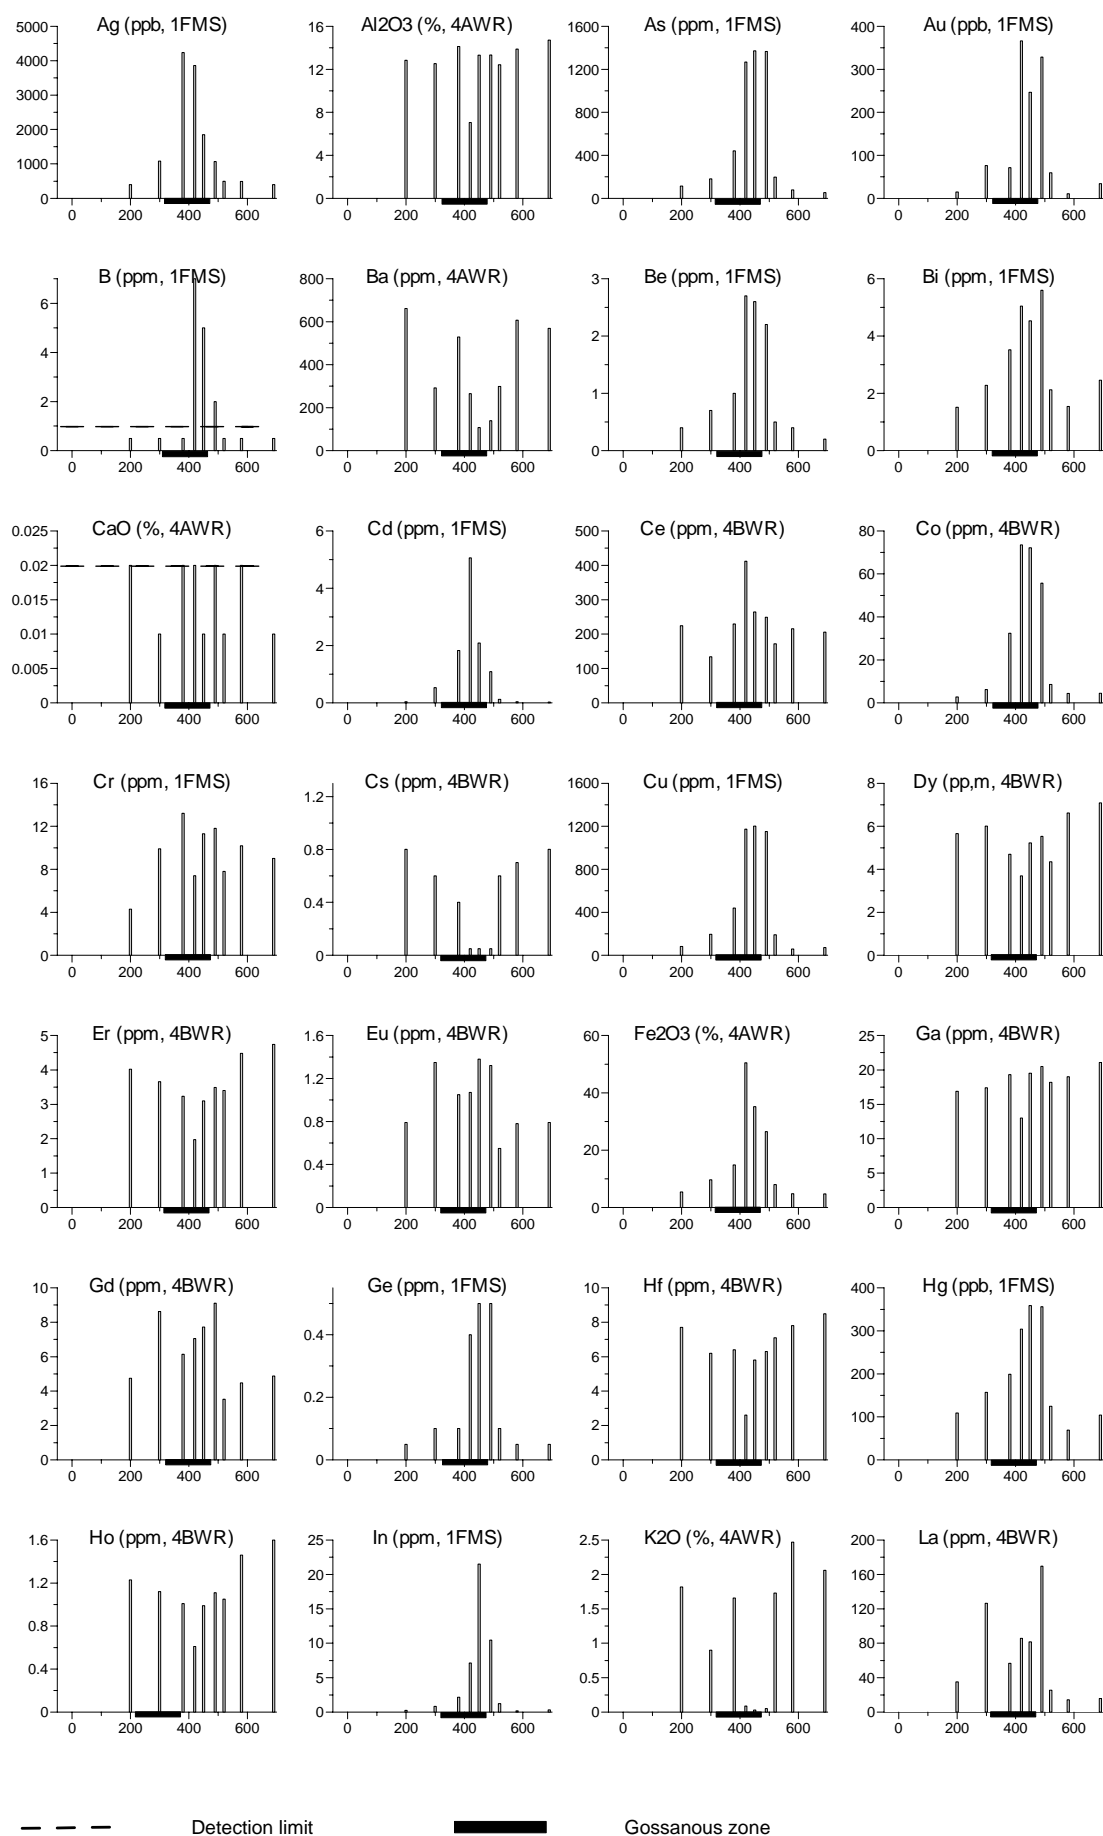 Ag (ppb, 1FMS)
5000
4000
3000
2000
1000
0
0 200 400 600
Al2O3 (%, 4AWR)
16
12
8
4
0
0 200 400 600
As (ppm, 1FMS)
1600
1200
800
400
0
0 200 400 600
Au (ppb, 1FMS)
400
300
200
100
0
0 200 400 600
B (ppm, 1FMS)
6
4
2
0
0 200 400 600
Ba (ppm, 4AWR)
800
600
400
200
0
0 200 400 600
Be (ppm, 1FMS)
3
2
1
0
0 200 400 600
Bi (ppm, 1FMS)
6
4
2
0
0 200 400 600
CaO (%, 4AWR)
0.025
0.02
0.015
0.01
0.005
0
0 200 400 600
Cd (ppm, 1FMS)
6
4
2
0
0 200 400 600
Ce (ppm, 4BWR)
500
400
300
200
100
0
0 200 400 600
Co (ppm, 4BWR)
80
60
40
20
0
0 200 400 600
Cr (ppm, 1FMS)
16
12
8
4
0
0 200 400 600
Cs (ppm, 4BWR)
1.2
0.8
0.4
0
0 200 400 600
Cu (ppm, 1FMS)
1600
1200
800
400
0
0 200 400 600
Dy (pp,m, 4BWR)
8
6
4
2
0
0 200 400 600
Er (ppm, 4BWR)
5
4
3
2
1
0
0 200 400 600
Eu (ppm, 4BWR)
1.6
1.2
0.8
0.4
0
0 200 400 600
Fe2O3 (%, 4AWR)
60
40
20
0
0 200 400 600
Ga (ppm, 4BWR)
25
20
15
10
5
0
0 200 400 600
Gd (ppm, 4BWR)
10
8
6
4
2
0
0 200 400 600
Ge (ppm, 1FMS)
0.4
0.2
0
0 200 400 600
Hf (ppm, 4BWR)
10
8
6
4
2
0
0 200 400 600
Hg (ppb, 1FMS)
400
300
200
100
0
0 200 400 600
Ho (ppm, 4BWR)
1.6
1.2
0.8
0.4
0
0 200 400 600
In (ppm, 1FMS)
25
20
15
10
5
0
0 200 400 600
K2O (%, 4AWR)
2.5
2
1.5
1
0.5
0
0 200 400 600
La (ppm, 4BWR)
200
160
120
80
40
0
0 200 400 600
Detection limit
Gossanous zone